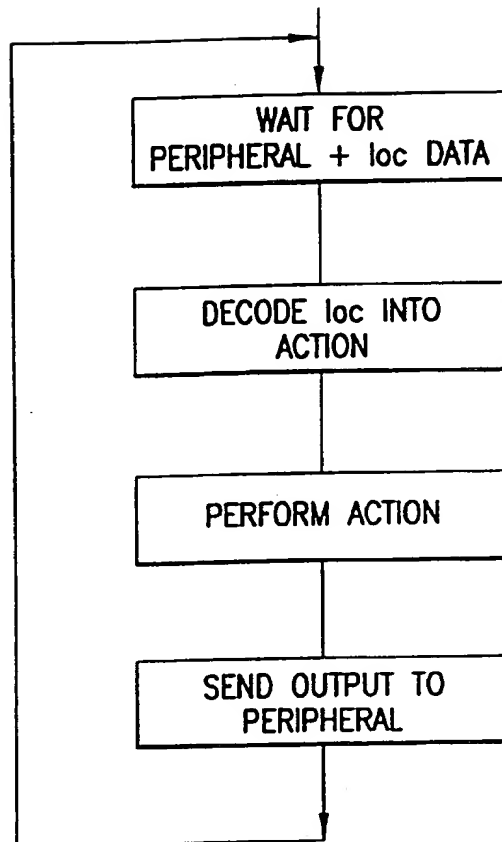 WAIT FOR
PERIPHERAL + loc DATA
DECODE loc INTO
ACTION
PERFORM ACTION
SEND OUTPUT TO
PERIPHERAL